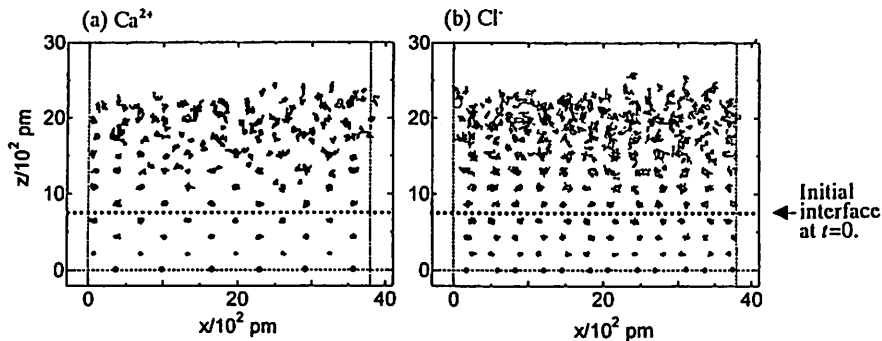 (a) Ca²⁺
(b) Cl⁻
30
20
10
0
z/10² pm
0
20
40
x/10² pm
30
20
10
0
0
20
40
x/10² pm
Initial
interface
at t=0.